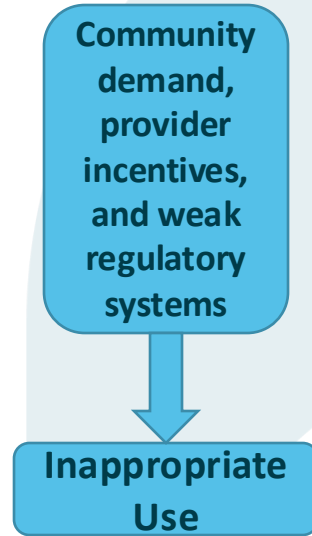 Community
demand,
provider
incentives,
and weak
regulatory
systems
Inappropriate
Use